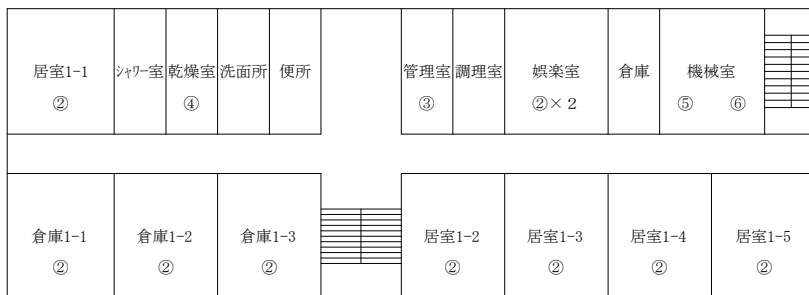 居室1-1 シャワー室 乾燥室 洗面所 便所 管理室 調理室 娯楽室 倉庫 機械室
② ④ ③ ②×2 ⑤ ⑥
倉庫1-1 倉庫1-2 倉庫1-3 居室1-2 居室1-3 居室1-4 居室1-5
② ② ② ② ② ② ②